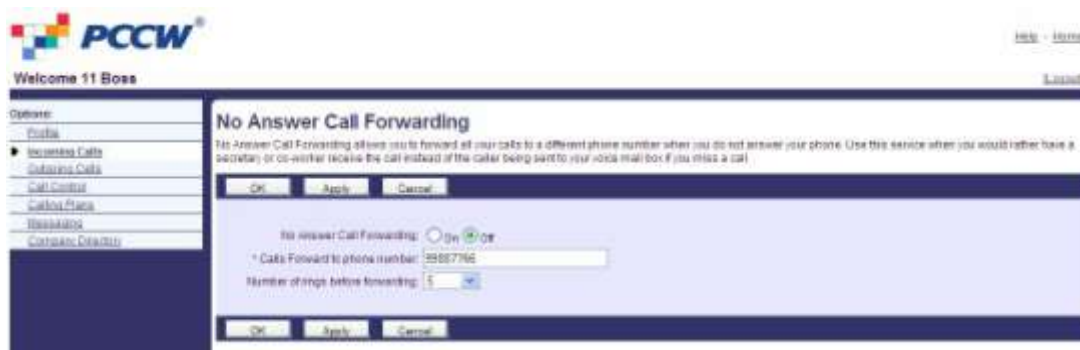 PCCW®
Help - Home
Welcome 11 Boss
Logout
Options:
Profile
Incoming Calls
Outgoing Calls
Call Control
Calling Plans
Messaging
Company Directory
No Answer Call Forwarding
No Answer Call Forwarding allows you to forward all your calls to a different phone number when you do not answer your phone. Use this service when you would rather have a
secretary or co-worker receive the call instead of the caller being sent to your voice mail box if you miss a call.
OK Apply Cancel
No Answer Call Forwarding: On Off
* Calls Forward to phone number: 99887766
Number of rings before forwarding: 5
OK Apply Cancel